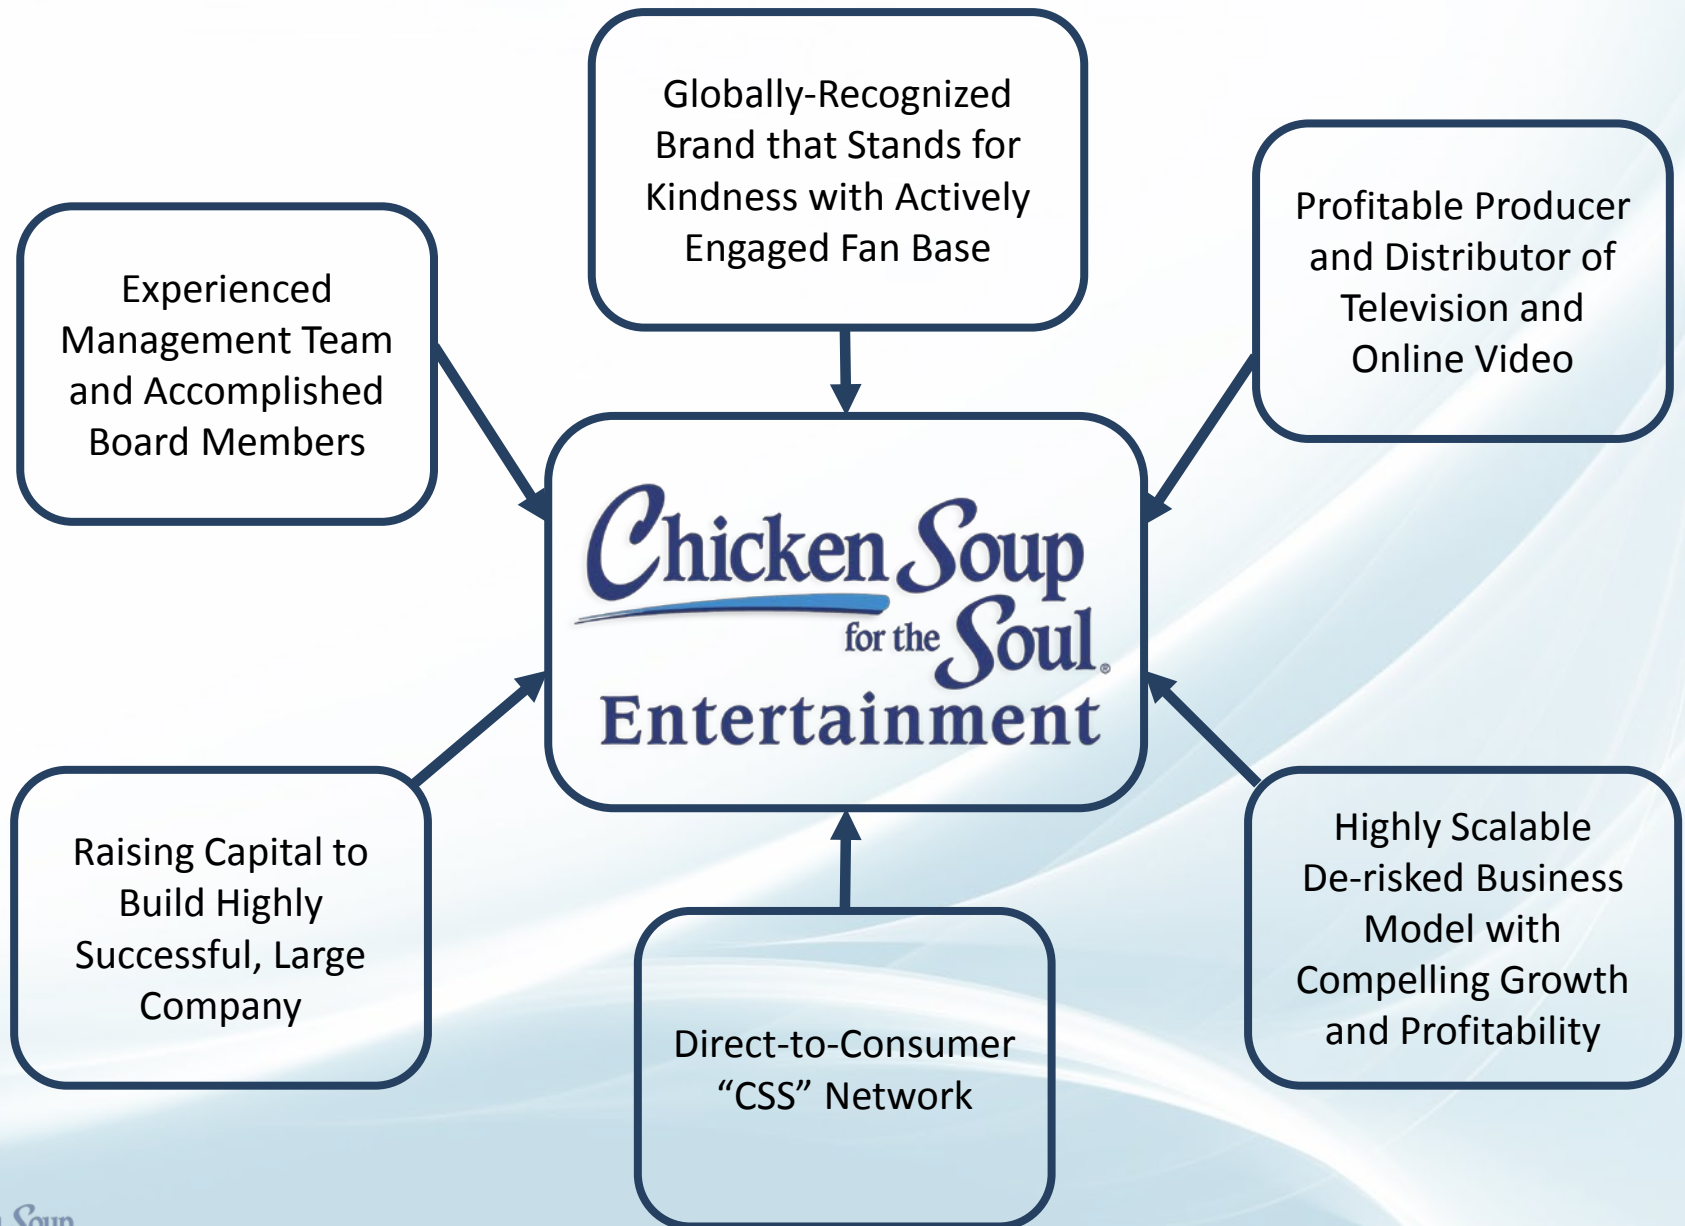 Globally-Recognized
Brand that Stands for
Kindness with Actively
Engaged Fan Base
Experienced
Management Team
and Accomplished
Board Members
Profitable Producer
and Distributor of
Television and
Online Video
Chicken Soup
for the Soul®
Entertainment
Raising Capital to
Build Highly
Successful, Large
Company
Direct-to-Consumer
“CSS” Network
Highly Scalable
De-risked Business
Model with
Compelling Growth
and Profitability
Soup